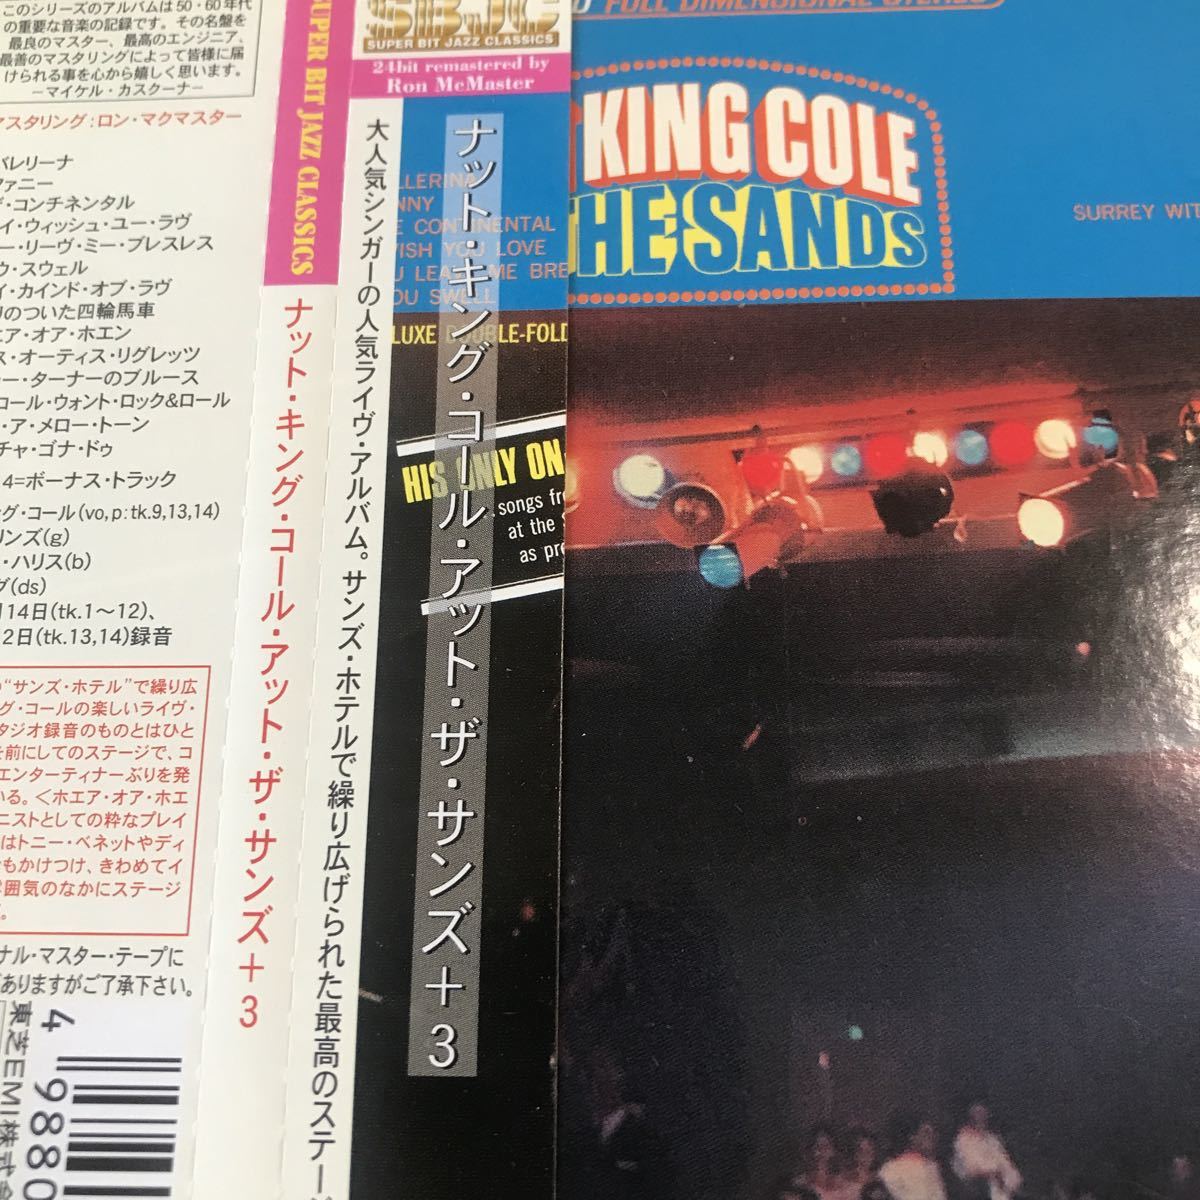 このシリーズのアルバムは50・60年代
の重要な音楽の記録です。その名盤を
最良のマスター、最高のエンジニア、
最善のマスタリングによって皆様に届
けられる事を心から嬉しく思います。
−マイケル・カスクーナ−
マスタリング:ロン・マクマスター
バレリーナ
ファニー
コンチネンタル
イ・ウィッシュ・ユー・ラヴ
ー・リーヴ・ミー・ブレスレス
ウ・スウェル
イ・カインド・オブ・ラヴ
のついた四輪馬車
エア・オア・ホエン
ス・オーティス・リグレッツ
ー・ターナーのブルース
コール・ウォント・ロック&ロール
・ア・メロー・トーン
チャ・ゴナ・ドゥ
4=ボーナス・トラック
グ・コール(vo,p:tk.9,13,14)
リンズ(g)
・ハリス(b)
グ(ds)
月14日(tk.1〜12)、
2日(tk.13,14)録音
"サンズ・ホテル"で繰り広
グ・コールの楽しいライヴ・
タジオ録音のものとはひと
を前にしてのステージで、コ
エンターティナーぶりを発
いる。<ホエア・オア・ホエ
ニストとしての粋なプレイ
はトニー・ベネットやディ
もかけつけ、きわめてイ
囲気のなかにステージ
ナル・マスター・テープに
ありますがご了承下さい。
4 9880
東芝EMI株式会
SUPER BIT JAZZ CLASSICS
ナット・キング・コール・アット・ザ・サンズ+3
SBJC
SUPER BIT JAZZ CLASSICS
24bit remastered by
Ron McMaster
大人気シンガーの人気ライヴ・アルバム。サンズ・ホテルで繰り広げられた最高のステー
ナット・キング・コール・アット・ザ・サンズ+3
LLERINA
NNY
E CONTINENTAL
WISH YOU LOVE
U LEAVE ME BRE
OU SWELL
LUXE DOUBLE-FOLD
HIS ONLY ON
songs fr
at the
as pre
FULL DIMENSIONAL STEREO
KING COLE
THE SANDS
SURREY WIT